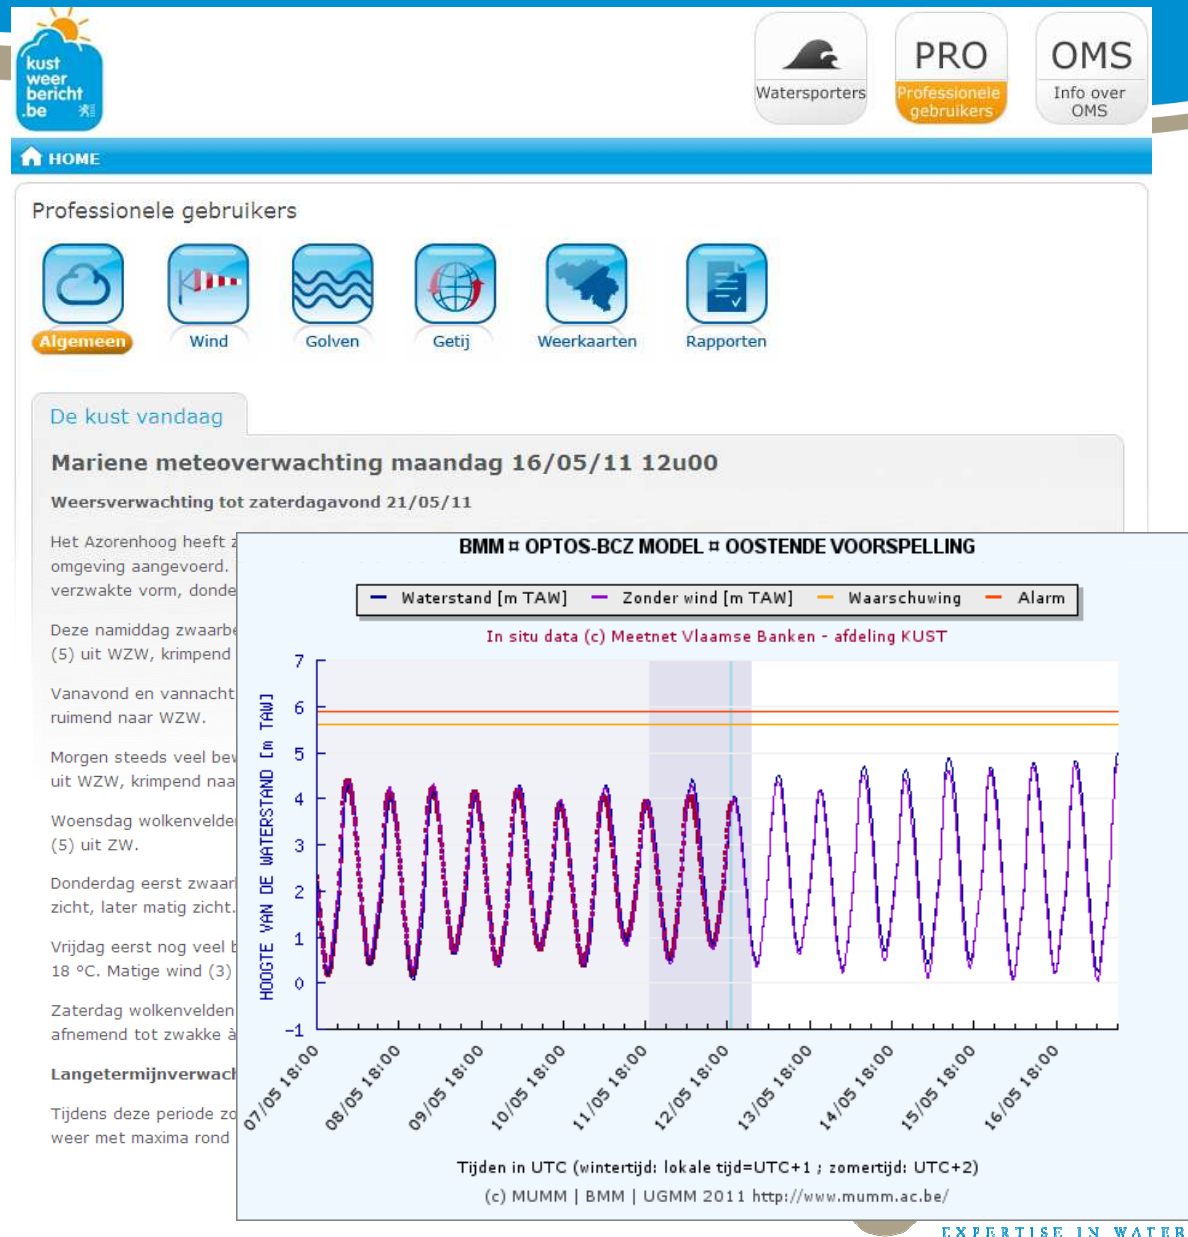 kust
weer
bericht
.be
Watersporters
PRO
Professionele
gebruikers
OMS
Info over
OMS
HOME
Professionele gebruikers
Algemeen
Wind
Golven
Getij
Weerkaarten
Rapporten
De kust vandaag
Mariene meteoverwachting maandag 16/05/11 12u00
Weersverwachting tot zaterdagavond 21/05/11
Het Azorenhoog heeft
omgeving aangevoerd.
verzwakte vorm, donde
Deze namiddag zwaarbe
(5) uit WZW, krimpend
Vanavond en vannacht
ruimend naar WZW.
Morgen steeds veel bew
uit WZW, krimpend naa
Woensdag wolkenvelden
(5) uit ZW.
Donderdag eerst zwaarl
zicht, later matig zicht.
Vrijdag eerst nog veel b
18 °C. Matige wind (3)
Zaterdag wolkenvelden
afnemend tot zwakke à
Langetermijnverwach
Tijdens deze periode zo
weer met maxima rond
BMM ¤ OPTOS-BCZ MODEL ¤ OOSTENDE VOORSPELLING
Waterstand [m TAW] Zonder wind [m TAW] Waarschuwing Alarm
In situ data (c) Meetnet Vlaamse Banken - afdeling KUST
HOOGTE VAN DE WATERSTAND [m TAW]
7
6
5
4
3
2
1
0
-1
07/05 18:00 08/05 18:00 09/05 18:00 10/05 18:00 11/05 18:00 12/05 18:00 13/05 18:00 14/05 18:00 15/05 18:00 16/05 18:00
Tijden in UTC (wintertijd: lokale tijd=UTC+1 ; zomertijd: UTC+2)
(c) MUMM | BMM | UGMM 2011 http://www.mumm.ac.be/
EXPERTISE IN WATER